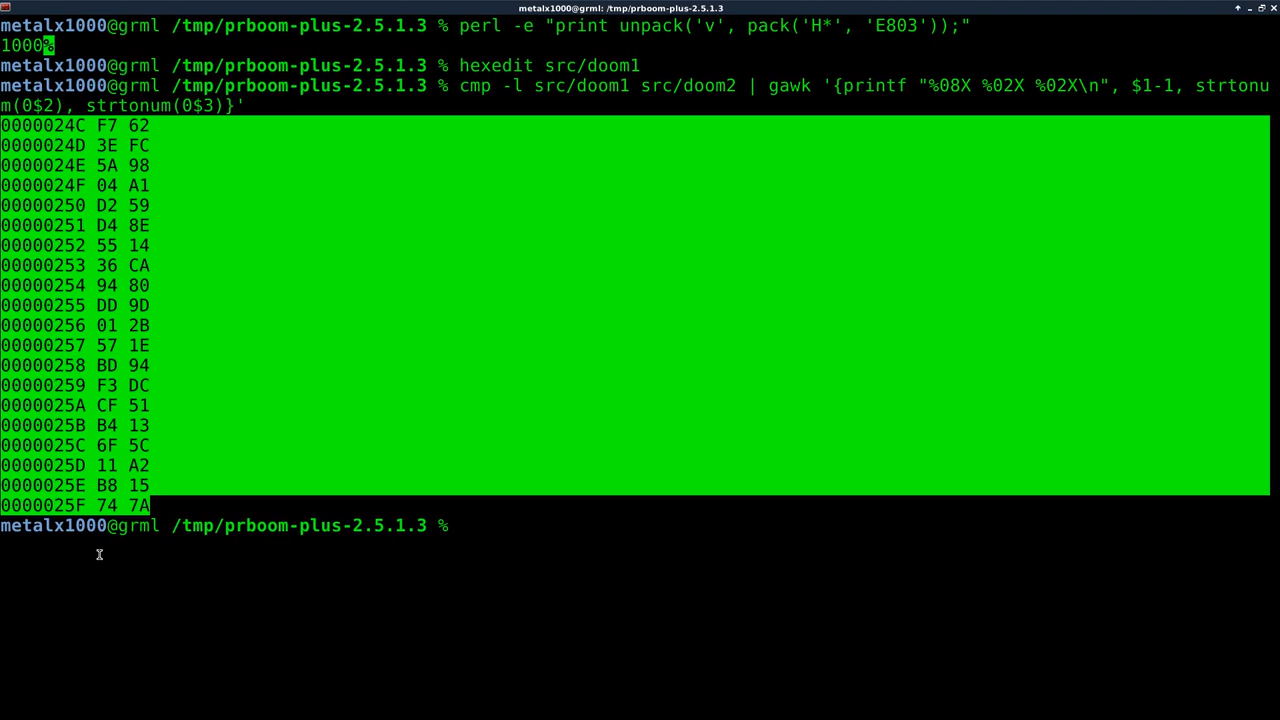 metalx1000@grml: /tmp/prboom-plus-2.5.1.3
metalx1000@grml /tmp/prboom-plus-2.5.1.3 % perl -e "print unpack('v', pack('H*', 'E803'));"
1000%
metalx1000@grml /tmp/prboom-plus-2.5.1.3 % hexedit src/doom1
metalx1000@grml /tmp/prboom-plus-2.5.1.3 % cmp -l src/doom1 src/doom2 | gawk '{printf "%08X %02X %02X\n", $1-1, strtonu
m(0$2), strtonum(0$3)}'
0000024C F7 62
0000024D 3E FC
0000024E 5A 98
0000024F 04 A1
00000250 D2 59
00000251 D4 8E
00000252 55 14
00000253 36 CA
00000254 94 80
00000255 DD 9D
00000256 01 2B
00000257 57 1E
00000258 BD 94
00000259 F3 DC
0000025A CF 51
0000025B B4 13
0000025C 6F 5C
0000025D 11 A2
0000025E B8 15
0000025F 74 7A
metalx1000@grml /tmp/prboom-plus-2.5.1.3 %